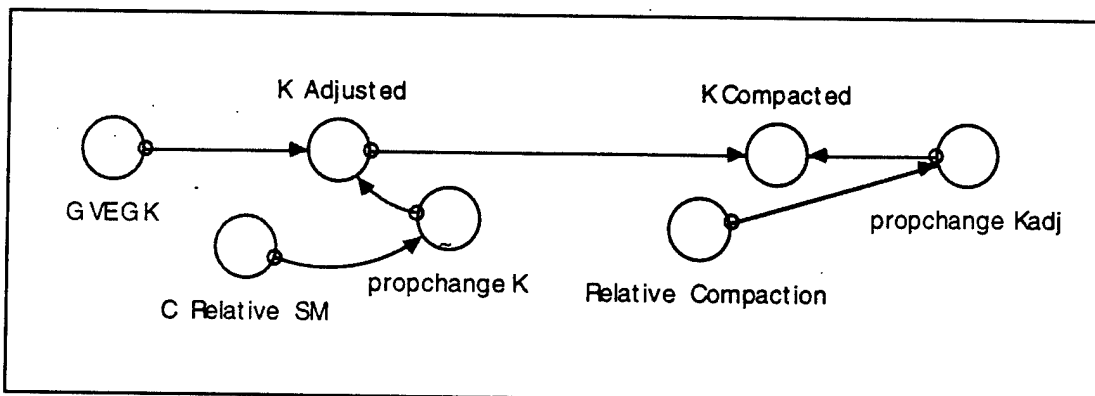 K Adjusted
K Compacted
GVEGK
propchange Kadj
propchange K
Relative Compaction
C Relative SM
~